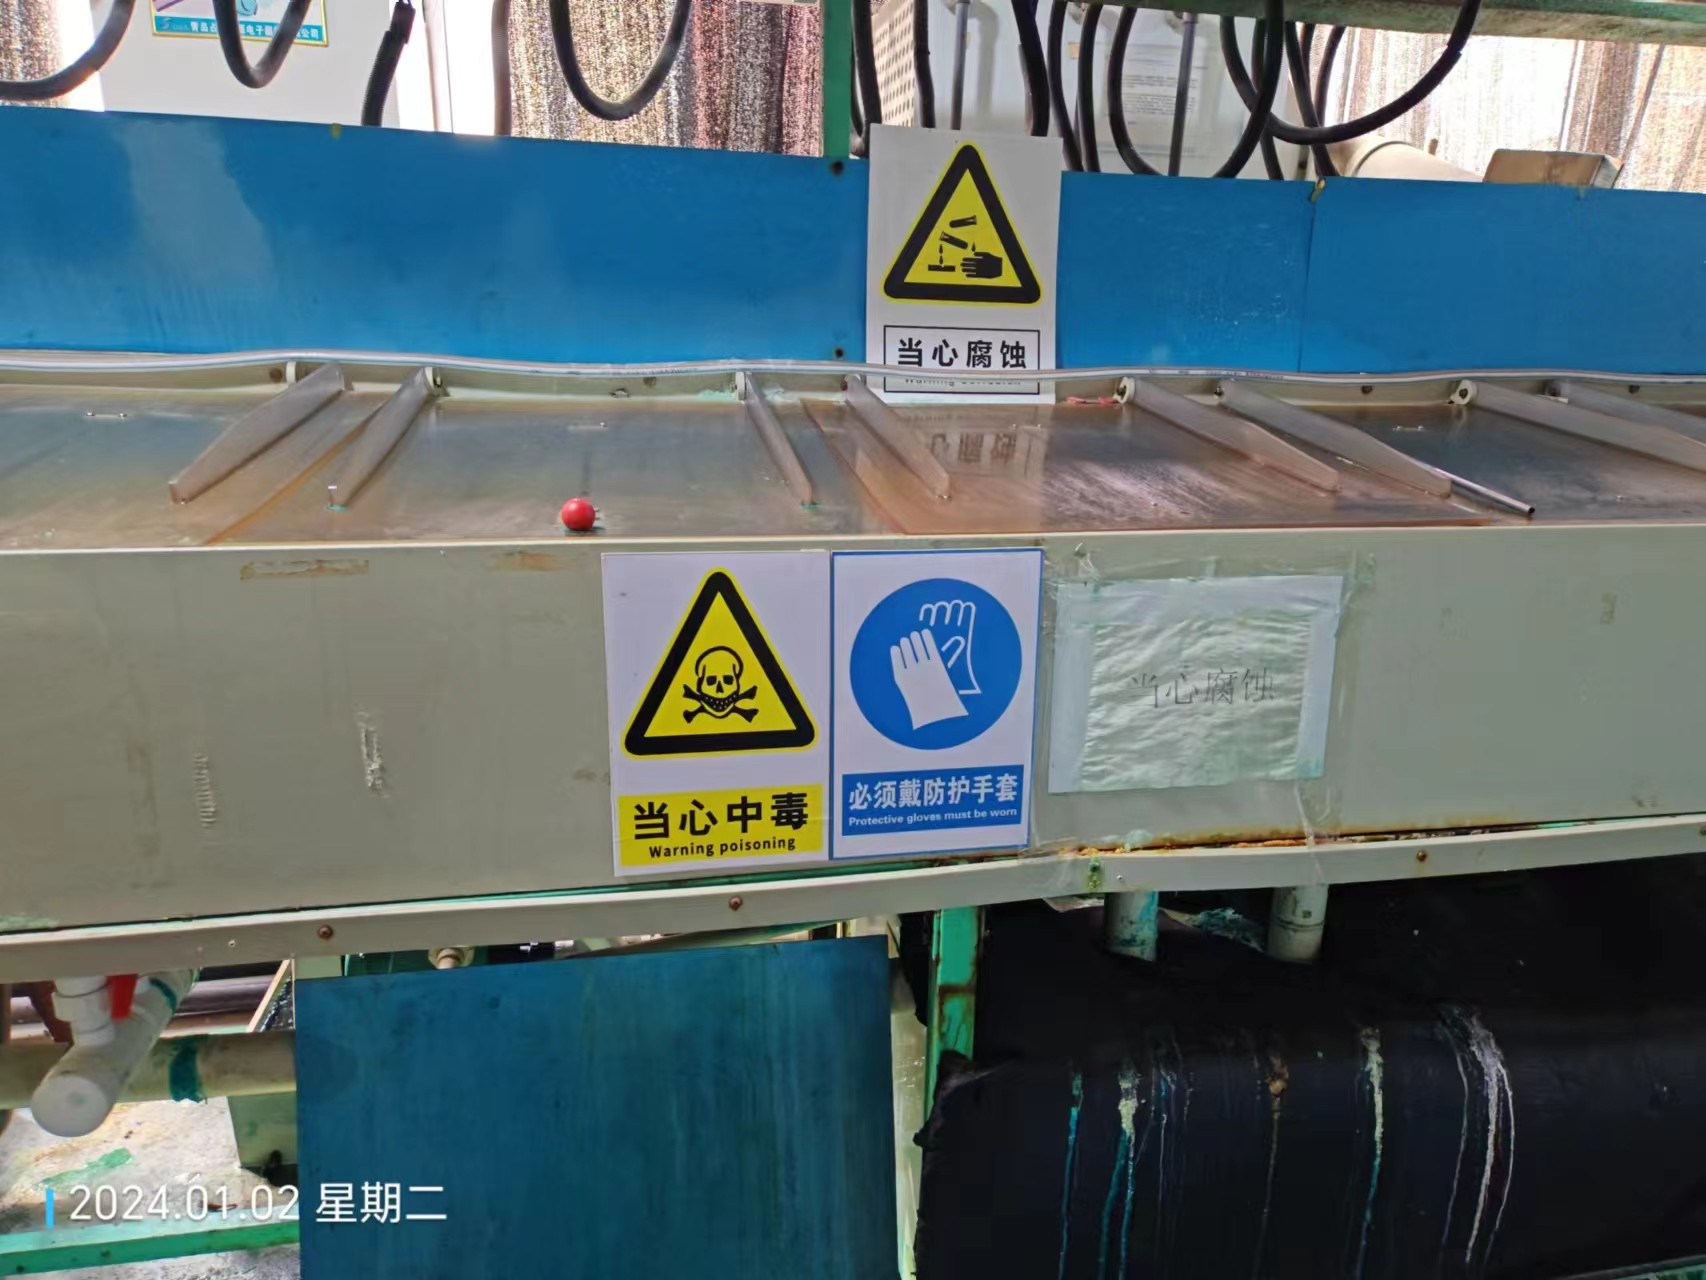 当心腐蚀
当心中毒
Warning poisoning
必须戴防护手套
Protective gloves must be worn
当心腐蚀
2024.01.02 星期二